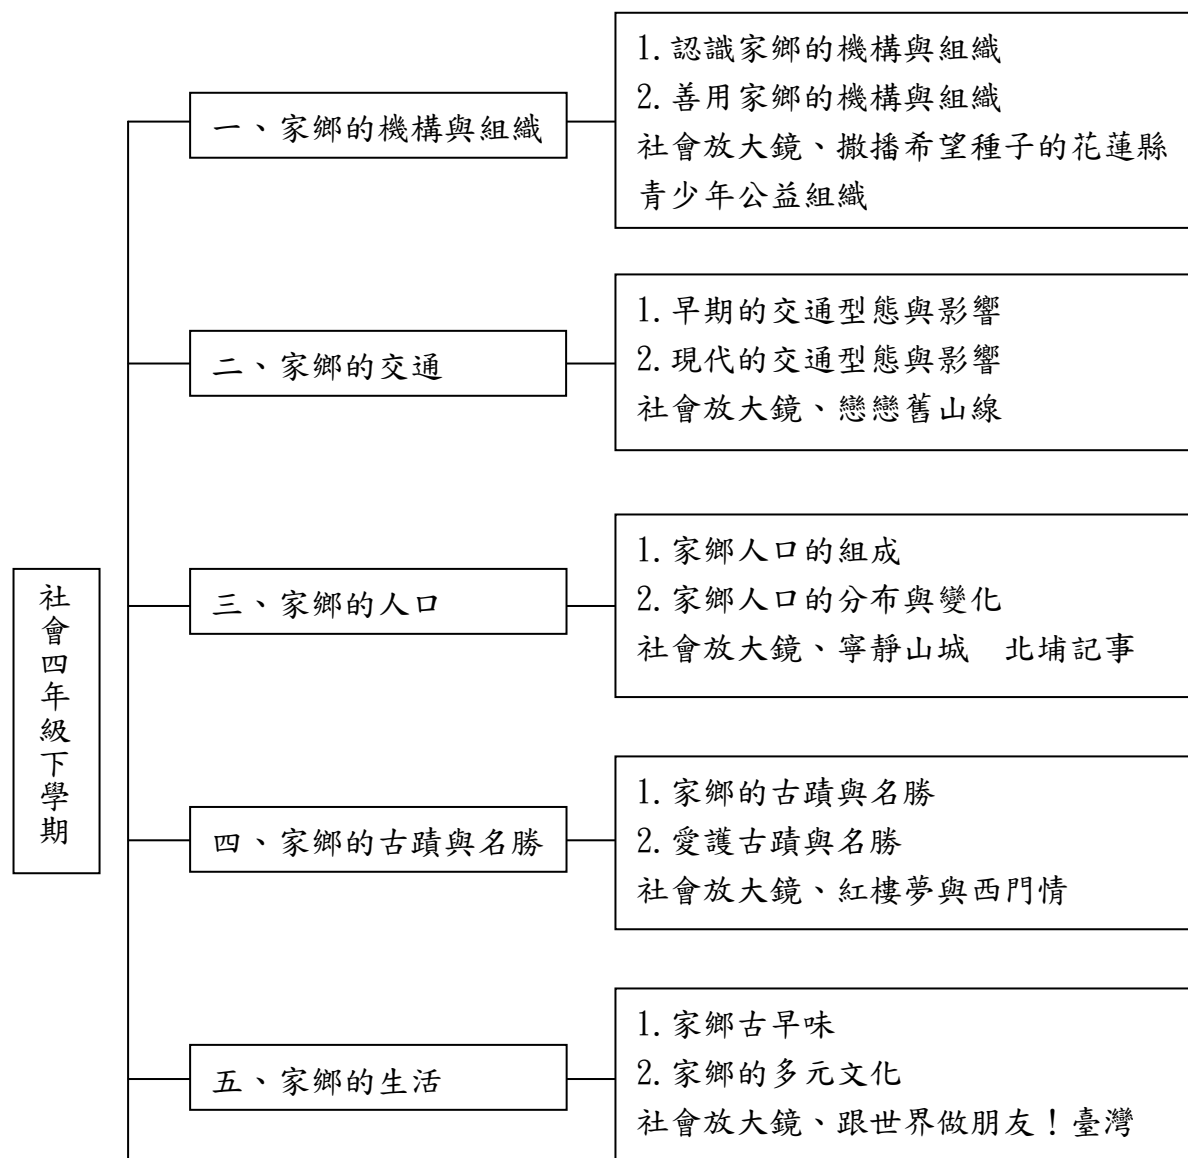 社會四年級下學期
一、家鄉的機構與組織
1.認識家鄉的機構與組織
2.善用家鄉的機構與組織
社會放大鏡、撒播希望種子的花蓮縣
青少年公益組織
二、家鄉的交通
1.早期的交通型態與影響
2.現代的交通型態與影響
社會放大鏡、戀戀舊山線
三、家鄉的人口
1.家鄉人口的組成
2.家鄉人口的分布與變化
社會放大鏡、寧靜山城　北埔記事
四、家鄉的古蹟與名勝
1.家鄉的古蹟與名勝
2.愛護古蹟與名勝
社會放大鏡、紅樓夢與西門情
五、家鄉的生活
1.家鄉古早味
2.家鄉的多元文化
社會放大鏡、跟世界做朋友！臺灣